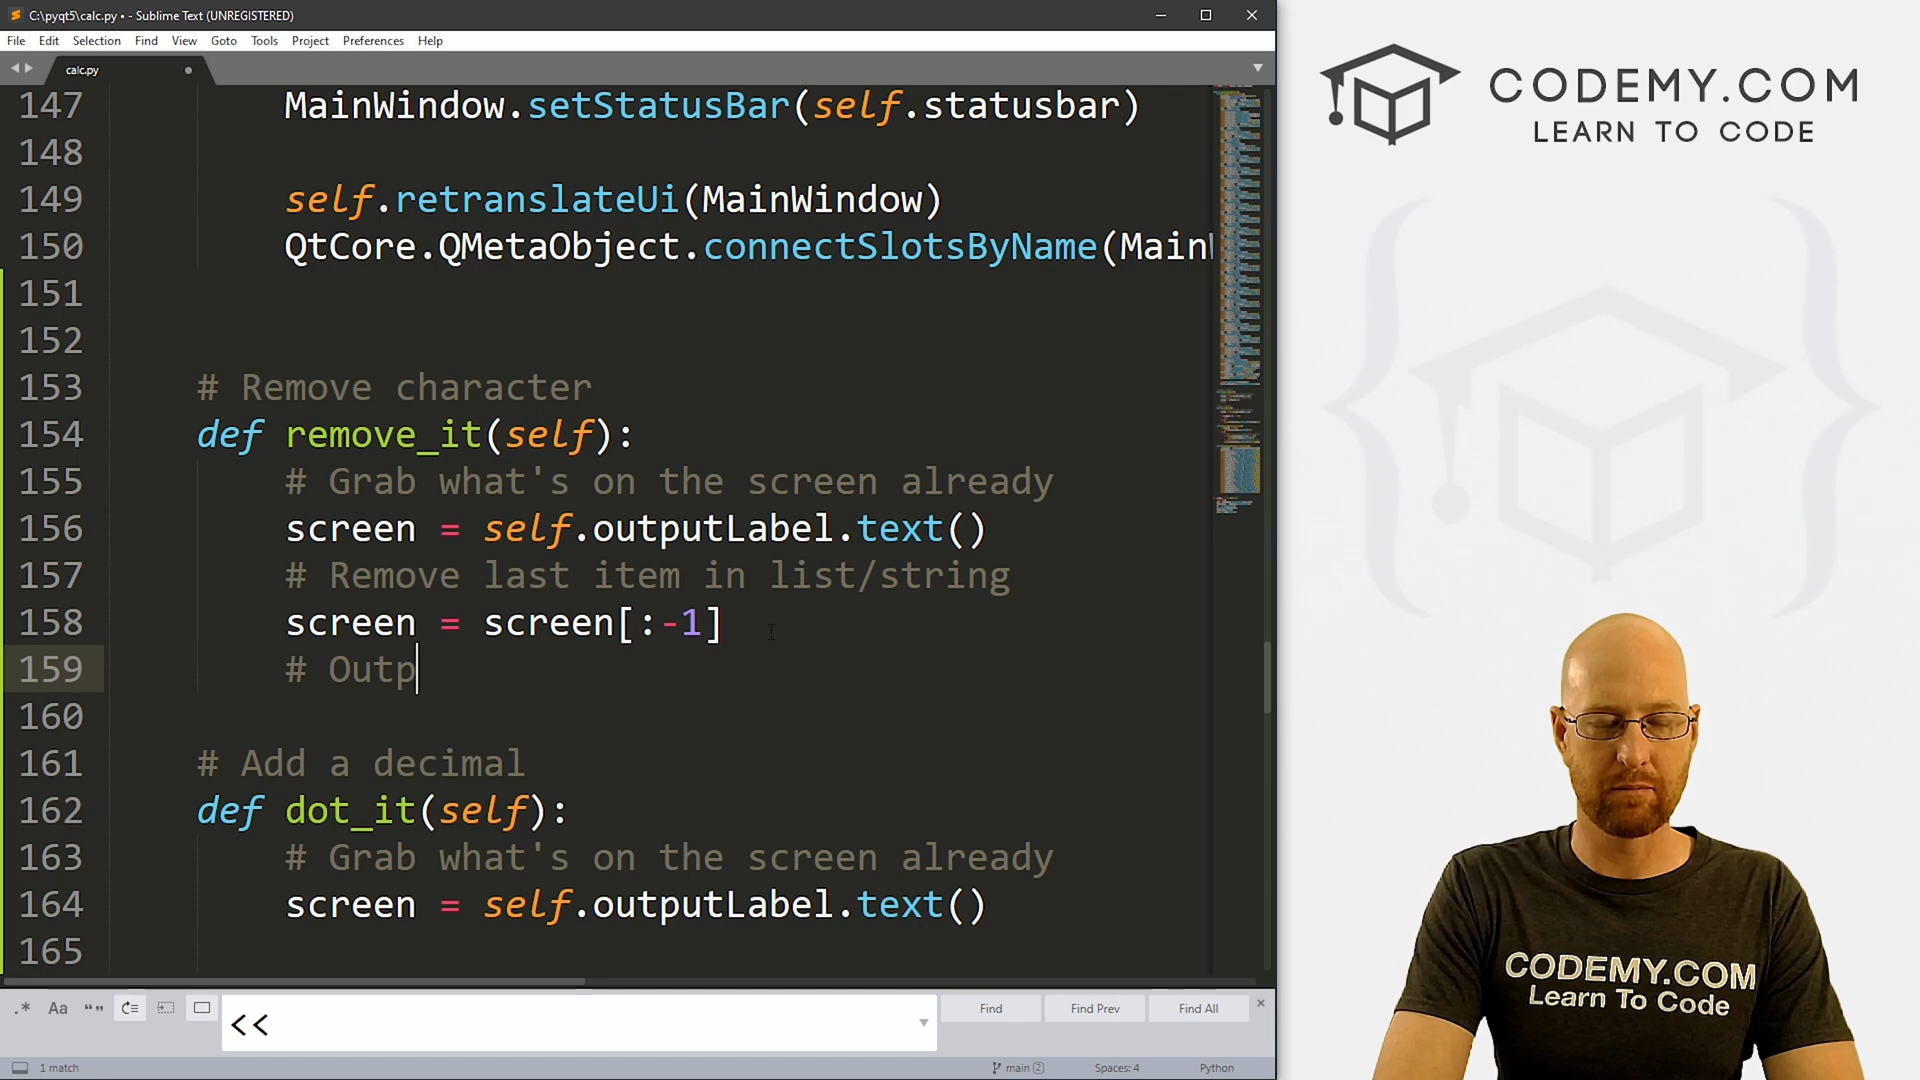 C:\pyqt5\calc.py • - Sublime Text (UNREGISTERED)
File Edit Selection Find View Goto Tools Project Preferences Help
calc.py
147 MainWindow.setStatusBar(self.statusbar)
148
149 self.retranslateUi(MainWindow)
150 QtCore.QMetaObject.connectSlotsByName(Main
151
152
153 # Remove character
154 def remove_it(self):
155 # Grab what's on the screen already
156 screen = self.outputLabel.text()
157 # Remove last item in list/string
158 screen = screen[:-1]
159 # Outp
160
161 # Add a decimal
162 def dot_it(self):
163 # Grab what's on the screen already
164 screen = self.outputLabel.text()
165
.* Aa “” <<
Find Find Prev Find All
1 match main 2 Spaces: 4 Python
CODEMY.COM
LEARN TO CODE
CODEMY.COM
Learn To Code